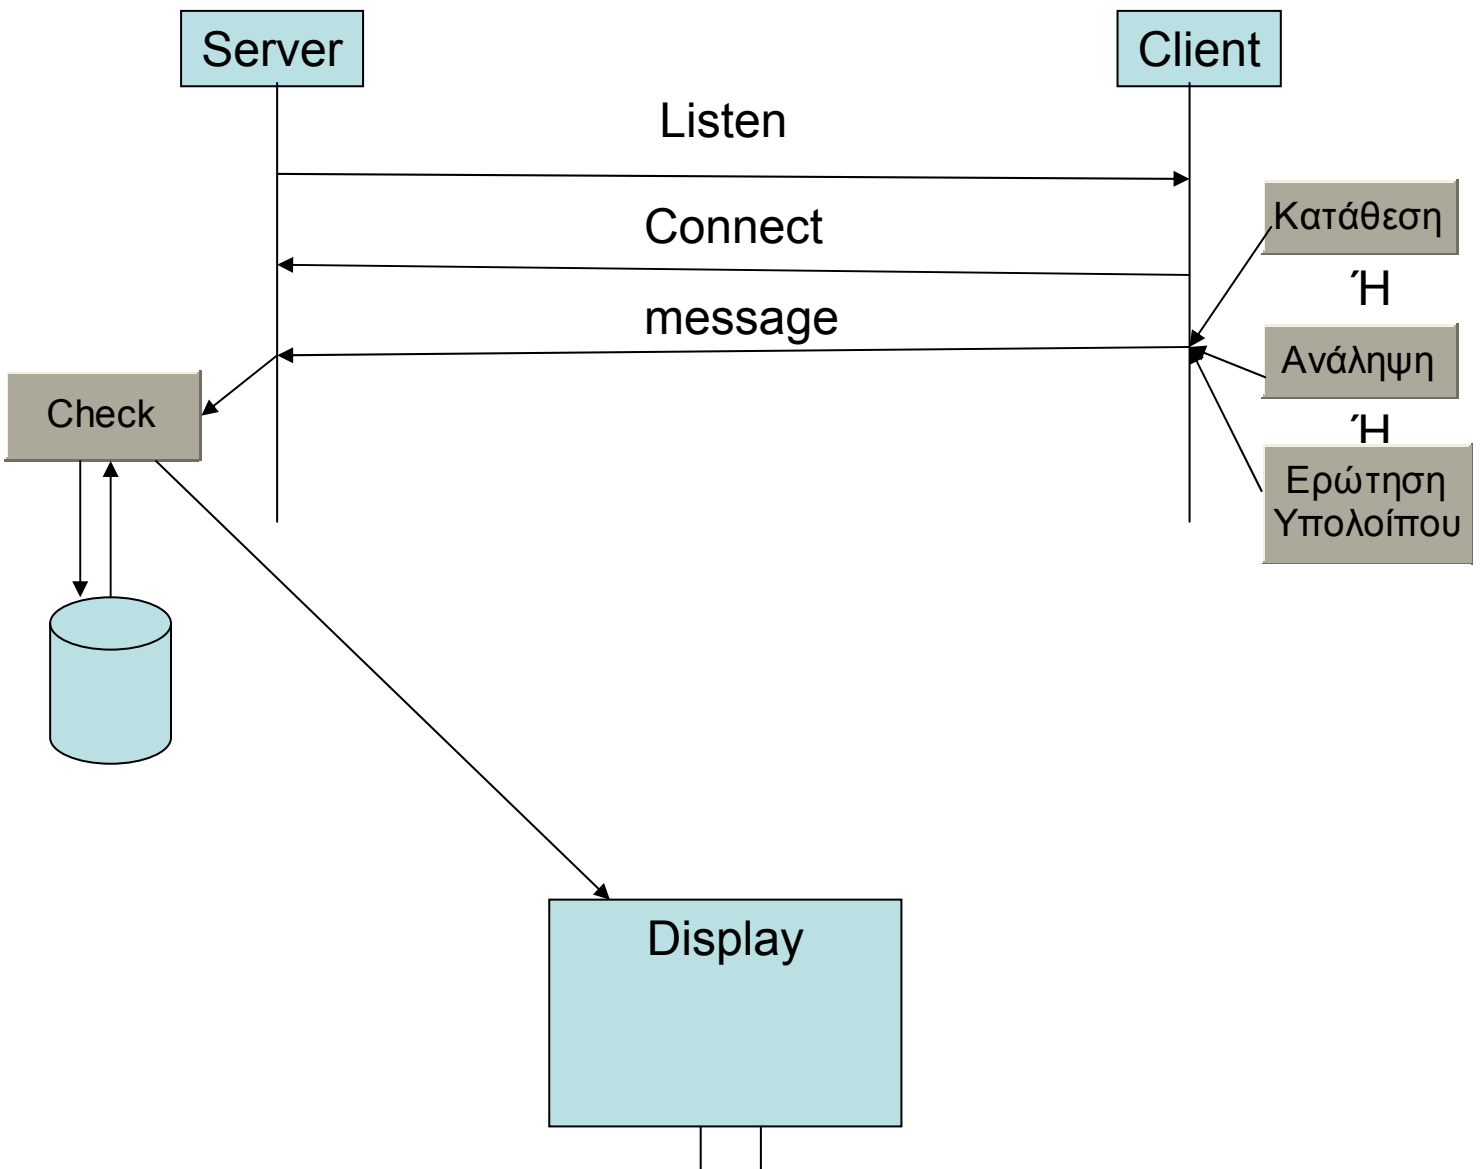 Server
Client
Listen
Κατάθεση
Connect
Ή
message
Ανάληψη
Check
Ή
Ερώτηση
Υπολοίπου
Display